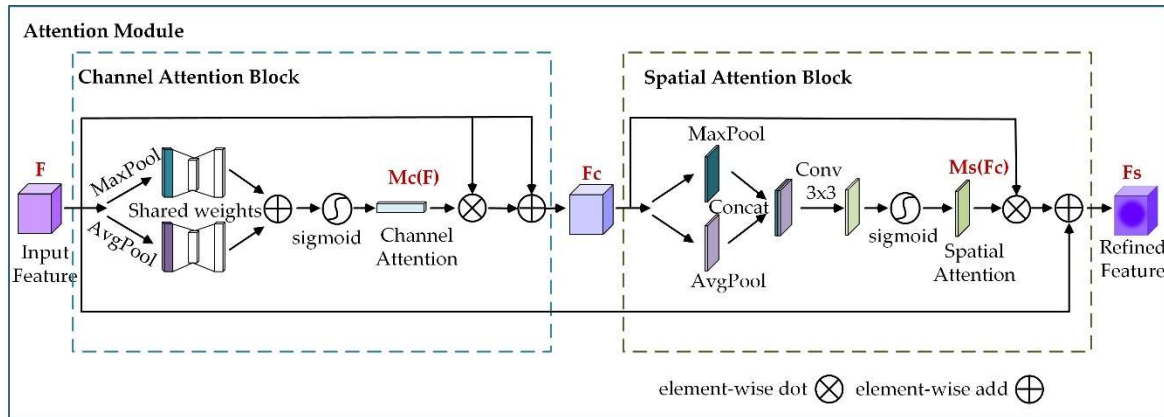 Attention Module
Channel Attention Block
Spatial Attention Block
F
MaxPool
AvgPool
Shared weights
Input
Feature
sigmoid
Mc(F)
Channel
Attention
Fc
MaxPool
Concat
AvgPool
Conv
3x3
sigmoid
Ms(Fc)
Spatial
Attention
Fs
Refined
Feature
element-wise dot element-wise add